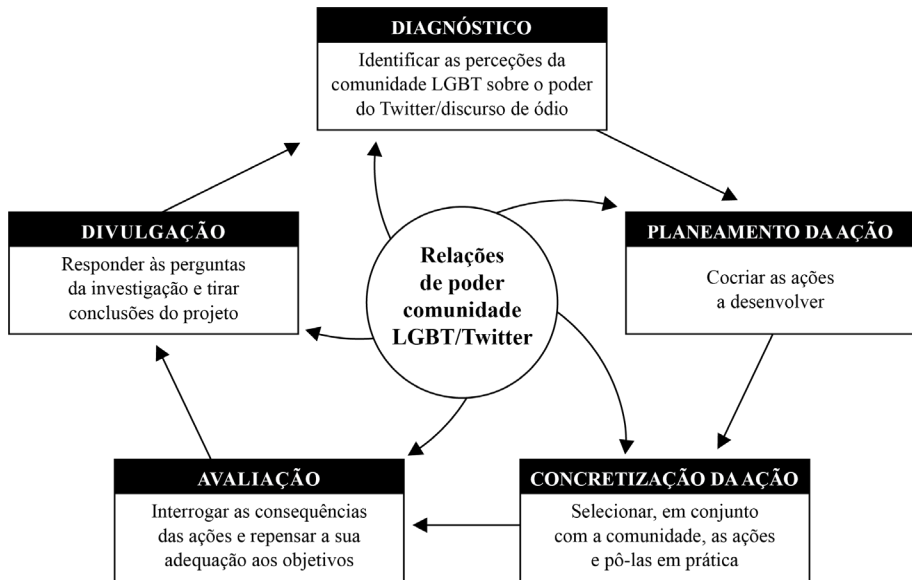 DIAGNÓSTICO
Identificar as perceções da
comunidade LGBT sobre o poder
do Twitter/discurso de ódio
DIVULGAÇÃO
Responder às perguntas
da investigação e tirar
conclusões do projeto
Relações
de poder
comunidade
LGBT/Twitter
PLANEAMENTO DA AÇÃO
Cocriar as ações
a desenvolver
AVALIAÇÃO
Interrogar as consequências
das ações e repensar a sua
adequação aos objetivos
CONCRETIZAÇÃO DA AÇÃO
Selecionar, em conjunto
com a comunidade, as ações
e pô-las em prática